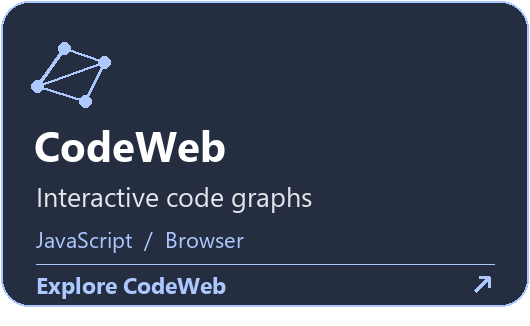 CodeWeb
Interactive code graphs
JavaScript / Browser
Explore CodeWeb